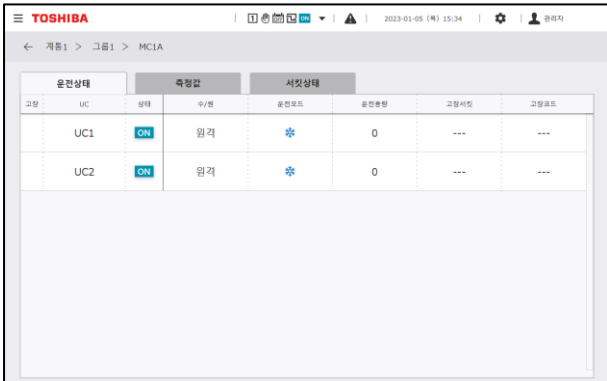 TOSHIBA 1 ON 2023-01-05 (목) 15:34 관리자
← 계통1 > 그룹1 > MC1A
운전상태 측정값 서킷상태
고장 UC 상태 수/원 운전모드 운전용량 고장서킷 고장코드
UC1 ON 원격 0 --- ---
UC2 ON 원격 0 --- ---